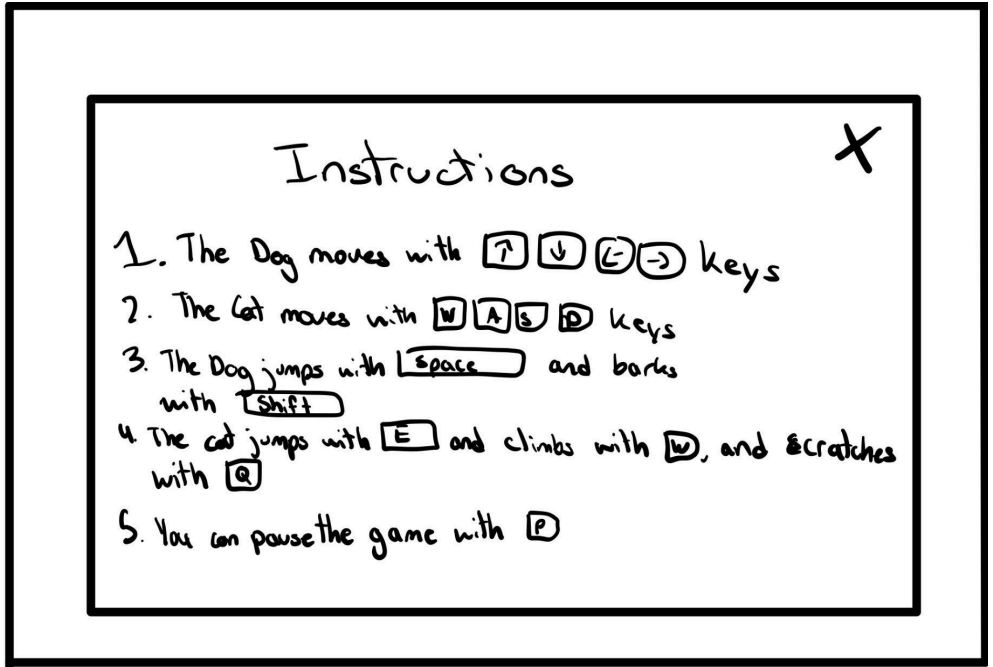 X
Instructions
1. The Dog moves with ↑ ↓ ← → keys
2. The Cat moves with W A S D keys
3. The Dog jumps with Space and barks
with Shift
4. The cat jumps with E and climbs with W, and scratches
with Q
5. You can pause the game with P